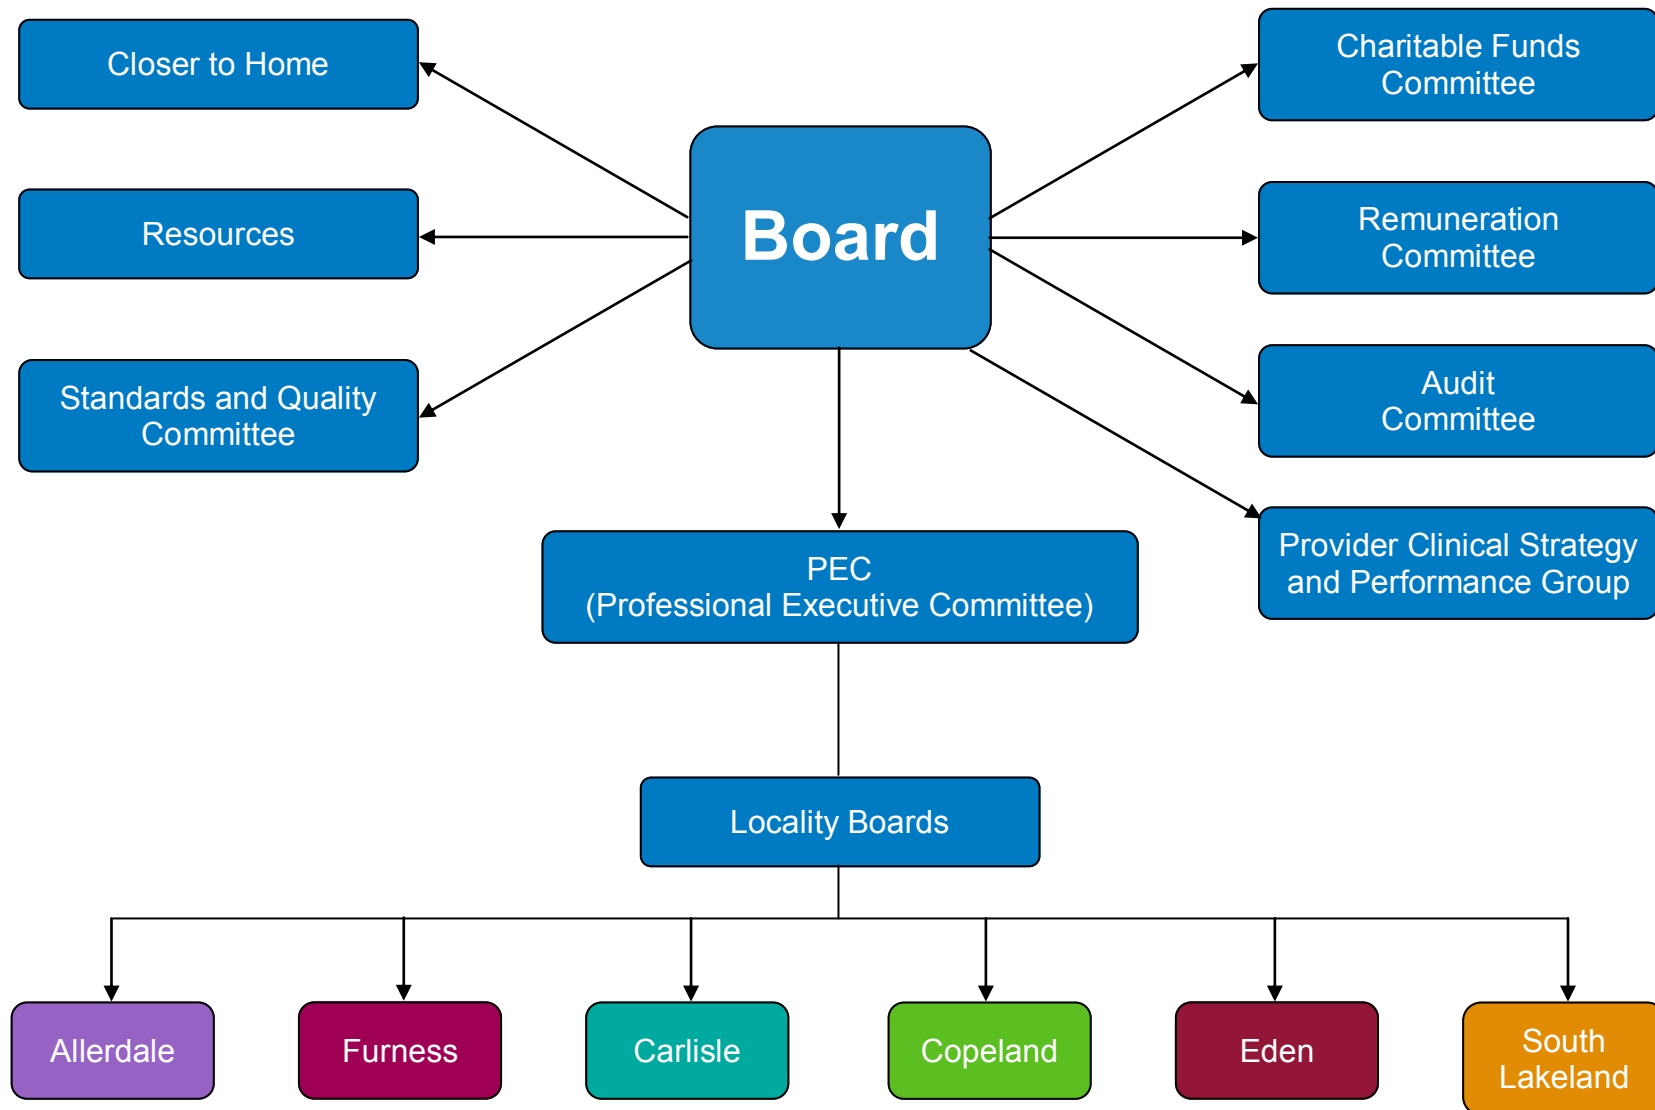 Closer to Home
Resources
Standards and Quality
Committee
Board
Charitable Funds
Committee
Remuneration
Committee
Audit
Committee
Provider Clinical Strategy
and Performance Group
PEC
(Professional Executive Committee)
Locality Boards
Allerdale
Furness
Carlisle
Copeland
Eden
South
Lakeland